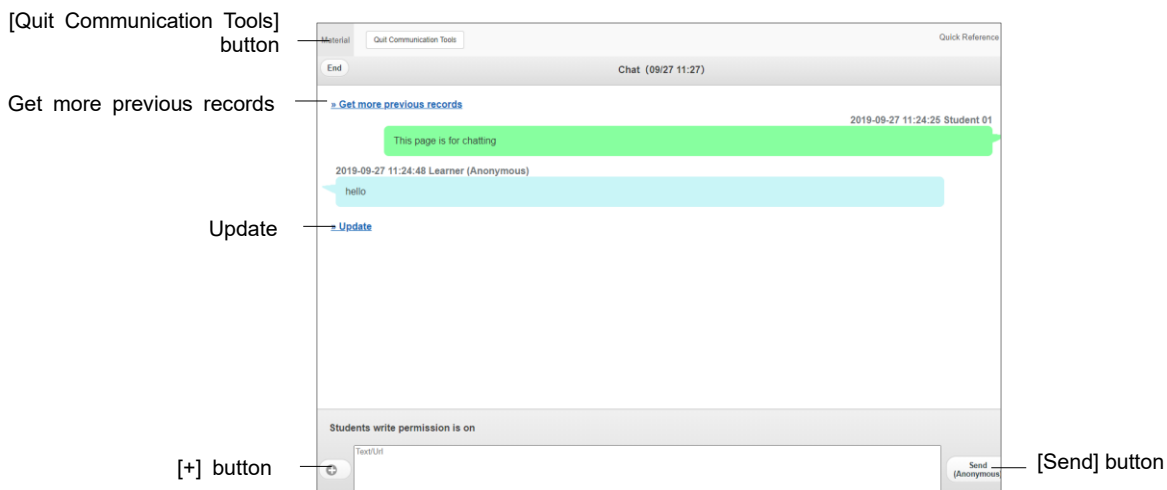 [Quit Communication Tools]
button
Material
Quit Communication Tools
Quick Reference
End
Chat (09/27 11:27)
Get more previous records
» Get more previous records
2019-09-27 11:24:25 Student 01
This page is for chatting
2019-09-27 11:24:48 Learner (Anonymous)
hello
Update
» Update
Students write permission is on
Text/Url
[+] button
Send
(Anonymous
[Send] button